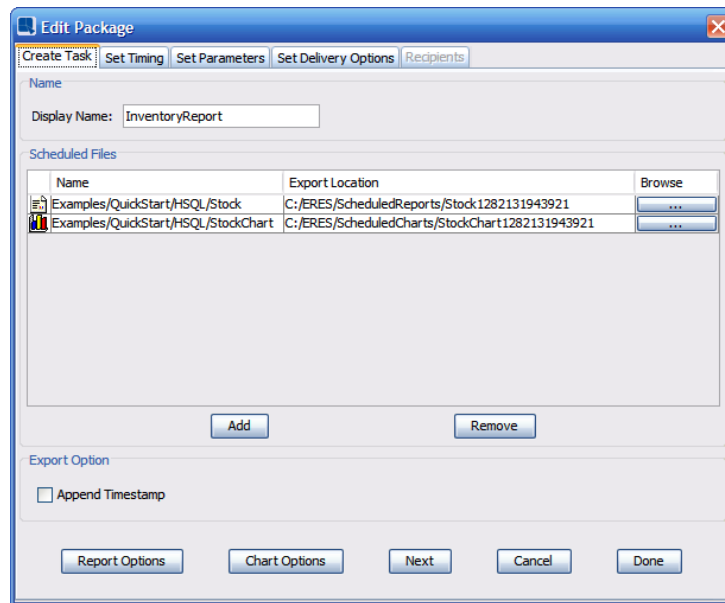 Edit Package
Create Task Set Timing Set Parameters Set Delivery Options Recipients
Name
Display Name: InventoryReport
Scheduled Files
Name Export Location Browse
Examples/QuickStart/HSQL/Stock C:/ERES/ScheduledReports/Stock1282131943921 ...
Examples/QuickStart/HSQL/StockChart C:/ERES/ScheduledCharts/StockChart1282131943921 ...
Add Remove
Export Option
Append Timestamp
Report Options Chart Options Next Cancel Done